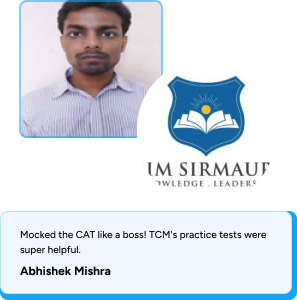 IM SIRMAUR
OWLEDGE . LEADERS
Mocked the CAT like a boss! TCM's practice tests were
super helpful.
Abhishek Mishra